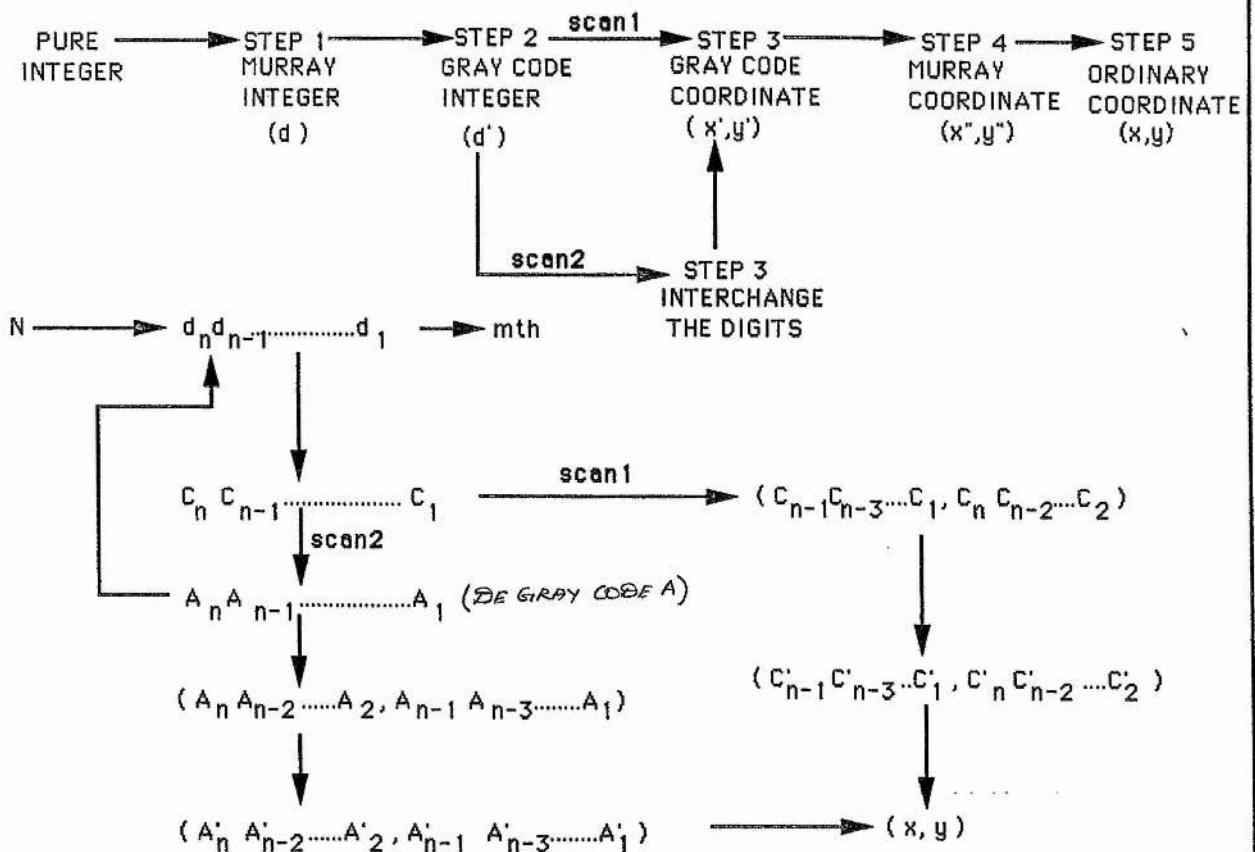 scan1
PURE STEP 1 STEP 2 STEP 3 STEP 4 STEP 5
INTEGER MURRAY GRAY CODE GRAY CODE MURRAY ORDINARY
INTEGER INTEGER COORDINATE COORDINATE COORDINATE
(d) (d') (x',y') (x",y") (x,y)
scan2 STEP 3
INTERCHANGE
THE DIGITS
N d_n d_{n-1}.................d_1 mth
scan1
C_n C_{n-1}................... C_1 (C_{n-1}C_{n-3}....C_1, C_n C_{n-2}....C_2)
scan2
A_n A_{n-1}..................A_1 (DE GRAY CODE A)
(A_n A_{n-2}......A_2, A_{n-1} A_{n-3}........A_1) (C'_{n-1}C'_{n-3}..C'_1, C'_n C'_{n-2}....C'_2)
(A'_n A'_{n-2}......A'_2, A'_{n-1} A'_{n-3}........A'_1) (x, y)